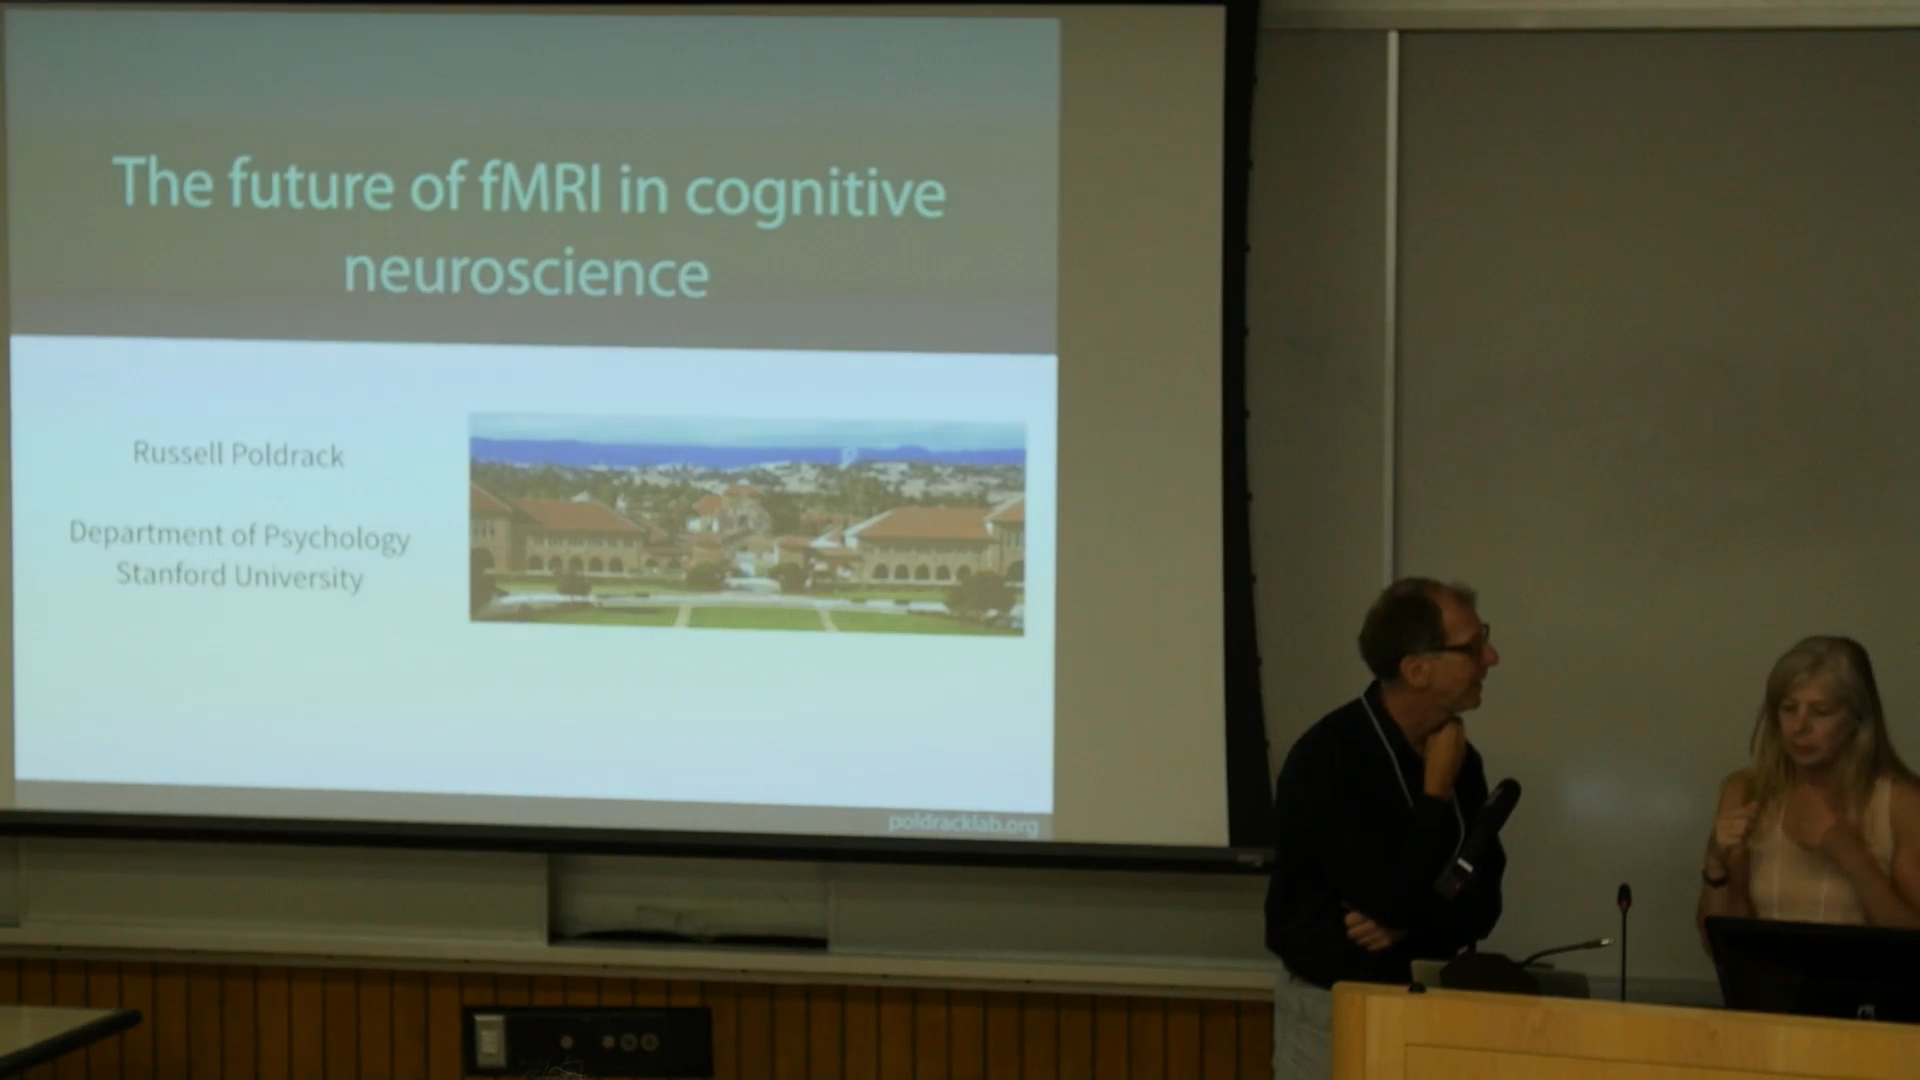 The future of fMRI in cognitive
neuroscience
Russell Poldrack
Department of Psychology
Stanford University
poldracklab.org